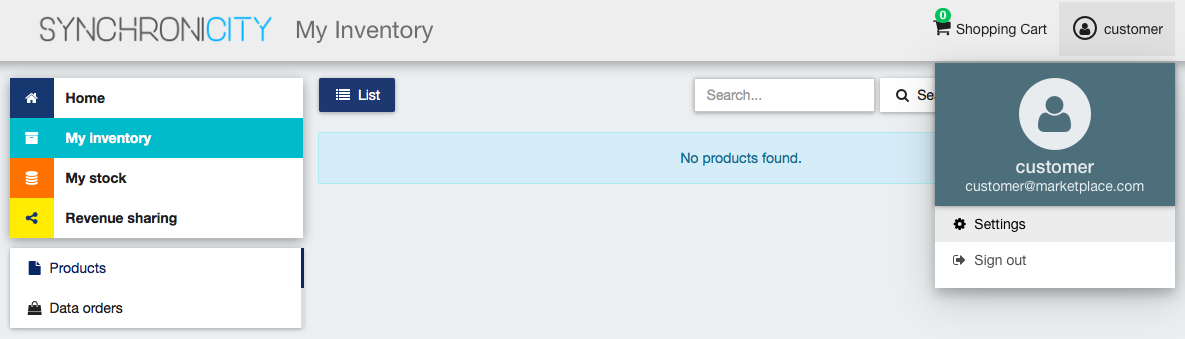 SYNCHRONICITY My Inventory
0
Shopping Cart
customer
Home
My inventory
My stock
Revenue sharing
Products
Data orders
List
Search...
Se
No products found.
customer
customer@marketplace.com
Settings
Sign out